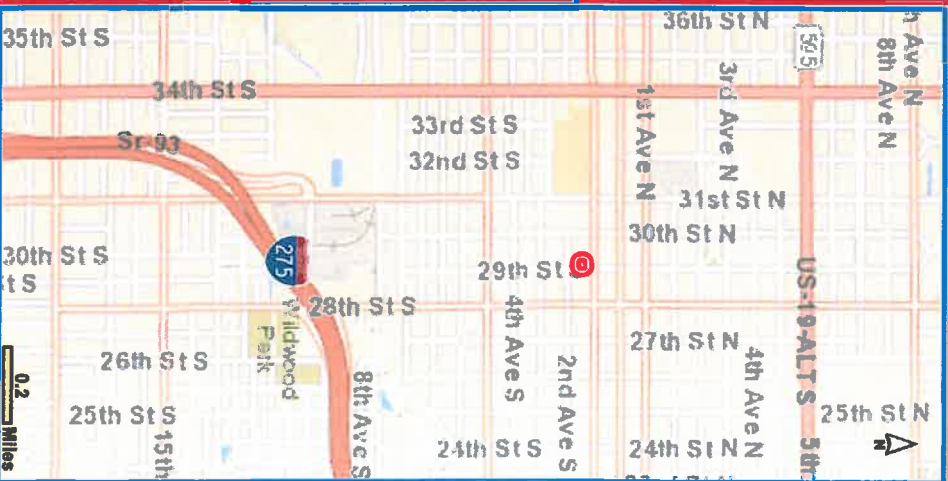 36th St N
35th St S
34th St S
33rd St S
32nd St S
Sr 93
1st Ave N
3rd Ave N
8th Ave N
Ave N
595
31st St N
30th St N
30th St S
t S
275
29th St S
28th St S
Wildwood
Park
26th St S
25th St S
15th
8th Ave S
4th Ave S
2nd Ave S
24th St S
27th St N
4th Ave N
24th St N
US-19-ALT S
5th
25th St N
N
0.2
Miles